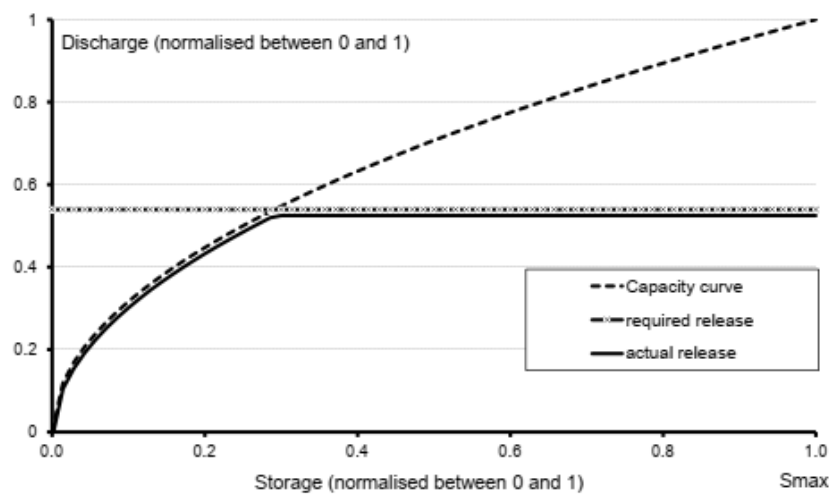 1
Discharge (normalised between 0 and 1)
0.8
0.6
0.4
0.2
0
Capacity curve
required release
actual release
0.0 0.2 0.4 0.6 0.8 1.0
Storage (normalised between 0 and 1) Smax